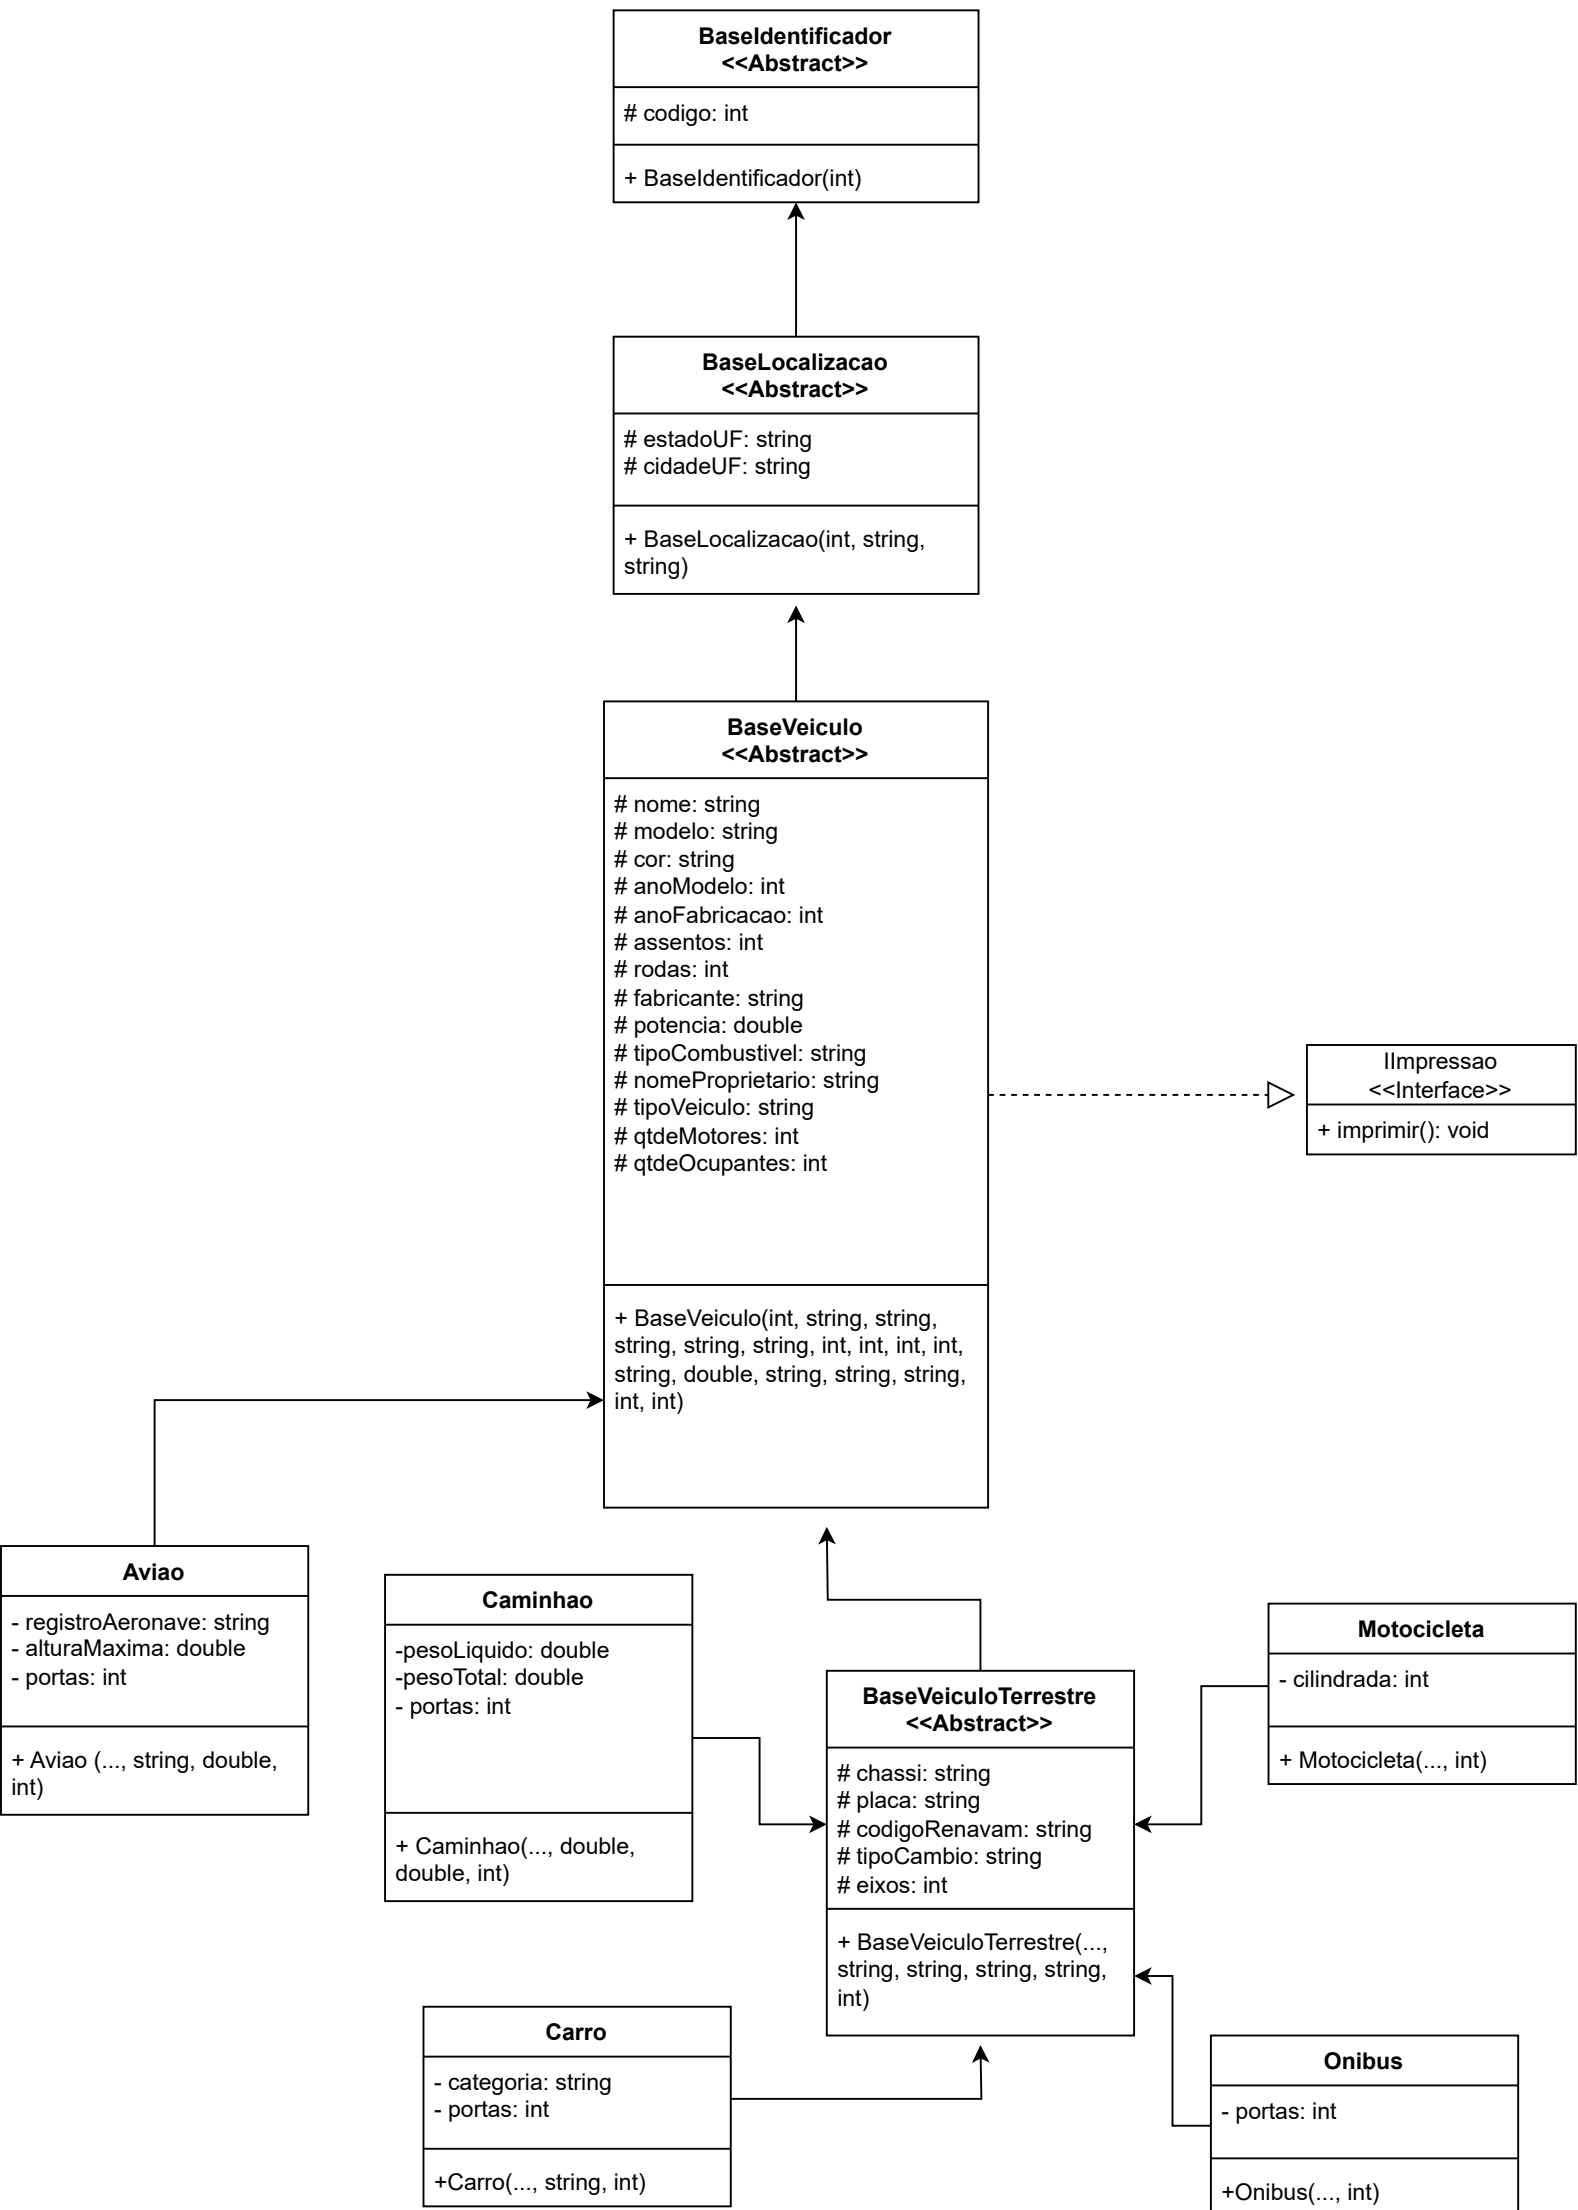 BaseIdentificador
<<Abstract>>
# codigo: int
+ BaseIdentificador(int)
BaseLocalizacao
<<Abstract>>
# estadoUF: string
# cidadeUF: string
+ BaseLocalizacao(int, string,
string)
BaseVeiculo
<<Abstract>>
# nome: string
# modelo: string
# cor: string
# anoModelo: int
# anoFabricacao: int
# assentos: int
# rodas: int
# fabricante: string
# potencia: double
# tipoCombustivel: string
# nomeProprietario: string
# tipoVeiculo: string
# qtdeMotores: int
# qtdeOcupantes: int
+ BaseVeiculo(int, string, string,
string, string, string, int, int, int, int,
string, double, string, string, string,
int, int)
IImpressao
<<Interface>>
+ imprimir(): void
Aviao
- registroAeronave: string
- alturaMaxima: double
- portas: int
+ Aviao (..., string, double,
int)
Caminhao
-pesoLiquido: double
-pesoTotal: double
- portas: int
+ Caminhao(..., double,
double, int)
BaseVeiculoTerrestre
<<Abstract>>
# chassi: string
# placa: string
# codigoRenavam: string
# tipoCambio: string
# eixos: int
+ BaseVeiculoTerrestre(...,
string, string, string, string,
int)
Motocicleta
- cilindrada: int
+ Motocicleta(..., int)
Carro
- categoria: string
- portas: int
+Carro(..., string, int)
Onibus
- portas: int
+Onibus(..., int)